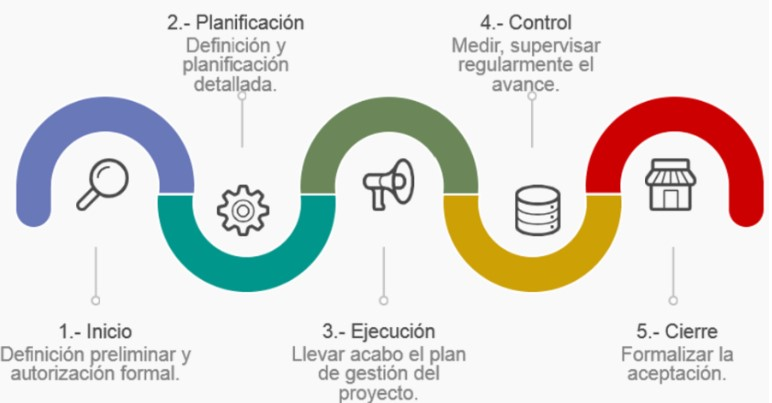 2.- Planificación
Definición y
planificación
detallada.
4.- Control
Medir, supervisar
regularmente el
avance.
1.- Inicio
Definición preliminar y
autorización formal.
3.- Ejecución
Llevar acabo el plan
de gestión del
proyecto.
5.- Cierre
Formalizar la
aceptación.